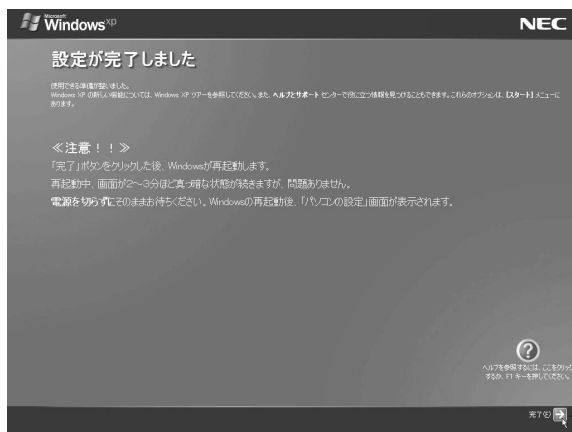 Microsoft
Windows xp
NEC
設定が完了しました
使用できる準備が整いました。
Windows XP の新しい機能については、Windows XP ツアーを参照してください。また、ヘルプとサポート センターで役に立つ情報を見つけることもできます。これらのオプションは、[スタート] メニューに
あります。
≪注意！！≫
「完了」ボタンをクリックした後、Windowsが再起動します。
再起動中、画面が2～3分ほど真っ暗な状態が続きますが、問題ありません。
電源を切らずにそのままお待ちください。Windowsの再起動後、「パソコンの設定」画面が表示されます。
?
ヘルプを参照するには、ここをクリック
するか、F1 キーを押してください。
完了(F)